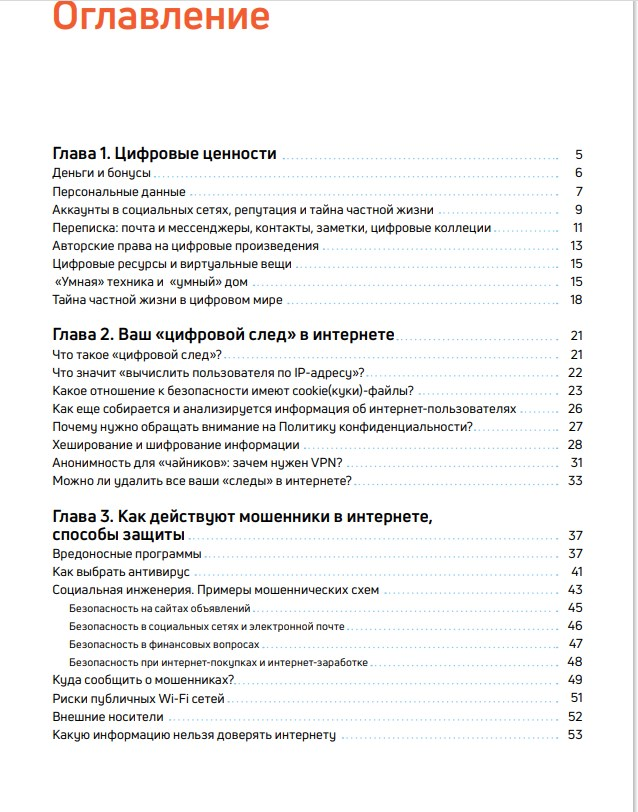 Оглавление
Глава 1. Цифровые ценности 5
Деньги и бонусы 6
Персональные данные 7
Аккаунты в социальных сетях, репутация и тайна частной жизни 9
Переписка: почта и мессенджеры, контакты, заметки, цифровые коллеции 11
Авторские права на цифровые произведения 13
Цифровые ресурсы и виртуальные вещи 15
«Умная» техника и «умный» дом 15
Тайна частной жизни в цифровом мире 18
Глава 2. Ваш «цифровой след» в интернете 21
Что такое «цифровой след»? 21
Что значит «вычислить пользователя по IP-адресу»? 22
Какое отношение к безопасности имеют cookie(куки)-файлы? 23
Как еще собирается и анализируется информация об интернет-пользователях 26
Почему нужно обращать внимание на Политику конфиденциальности? 27
Хеширование и шифрование информации 28
Анонимность для «чайников»: зачем нужен VPN? 31
Можно ли удалить все ваши «следы» в интернете? 33
Глава 3. Как действуют мошенники в интернете,
способы защиты 37
Вредоносные программы 37
Как выбрать антивирус 41
Социальная инженерия. Примеры мошеннических схем 43
Безопасность на сайтах объявлений 45
Безопасность в социальных сетях и электронной почте 46
Безопасность в финансовых вопросах 47
Безопасность при интернет-покупках и интернет-заработке 48
Куда сообщить о мошенниках? 49
Риски публичных Wi-Fi сетей 51
Внешние носители 52
Какую информацию нельзя доверять интернету 53